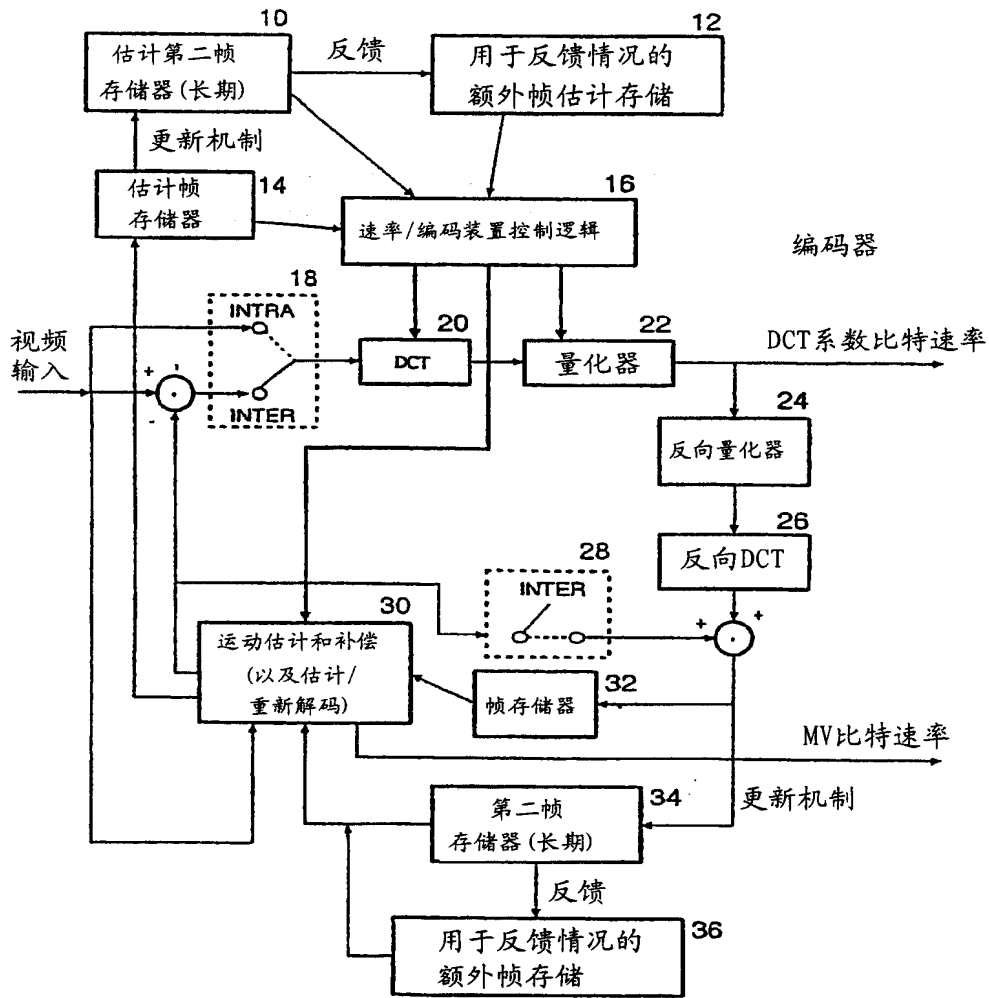 10
估计第二帧
存储器(长期)
反馈
12
用于反馈情况的
额外帧估计存储
更新机制
14
估计帧
存储器
16
速率/编码装置控制逻辑
编码器
18
INTRA
INTER
视频
输入
+
-
20
DCT
22
量化器
DCT系数比特速率
24
反向量化器
26
反向DCT
28
INTER
+
+
30
运动估计和补偿
(以及估计/
重新解码)
32
帧存储器
MV比特速率
更新机制
34
第二帧
存储器(长期)
反馈
36
用于反馈情况的
额外帧存储